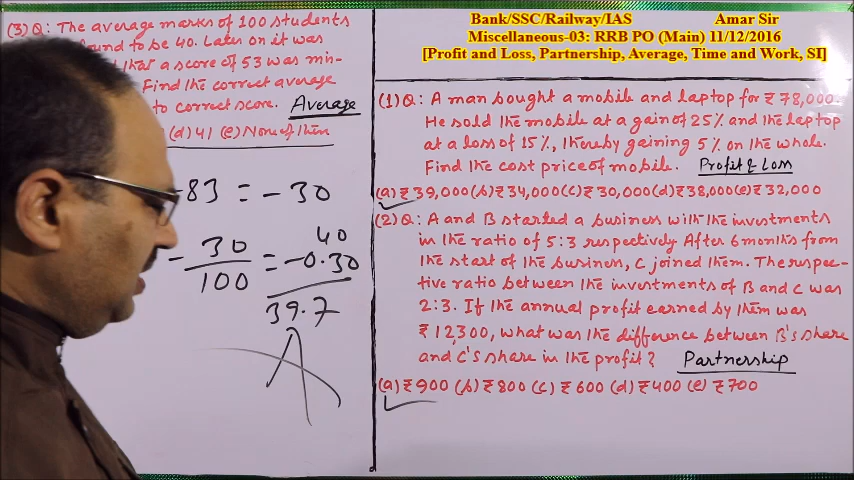 Bank/SSC/Railway/IAS Amar Sir
Miscellaneous-03: RRB PO (Main) 11/12/2016
[Profit and Loss, Partnership, Average, Time and Work, SI]
(3) Q: The average marks of 100 students
ound to be 40. Later on it was
that a score of 53 was mis-
Find the correct average
to correct score. Average
(d) 41 (e) None of them
-83 = -30
- 30/100 = -0.30
40
39.7
(1) Q: A man bought a mobile and laptop for ₹ 78,000.
He sold the mobile at a gain of 25% and the laptop
at a loss of 15%, thereby gaining 5% on the whole.
Find the cost price of mobile. Profit & Loss
(a) ₹ 39,000 (b) ₹ 34,000 (c) ₹ 30,000 (d) ₹ 38,000 (e) ₹ 32,000
(2) Q: A and B started a business with the investments
in the ratio of 5:3 respectively. After 6 months from
the start of the business, C joined them. The respec-
tive ratio between the investments of B and C was
2:3. If the annual profit earned by them was
₹ 12,300, what was the difference between B's share
and C's share in the profit? Partnership
(a) ₹ 900 (b) ₹ 800 (c) ₹ 600 (d) ₹ 400 (e) ₹ 700